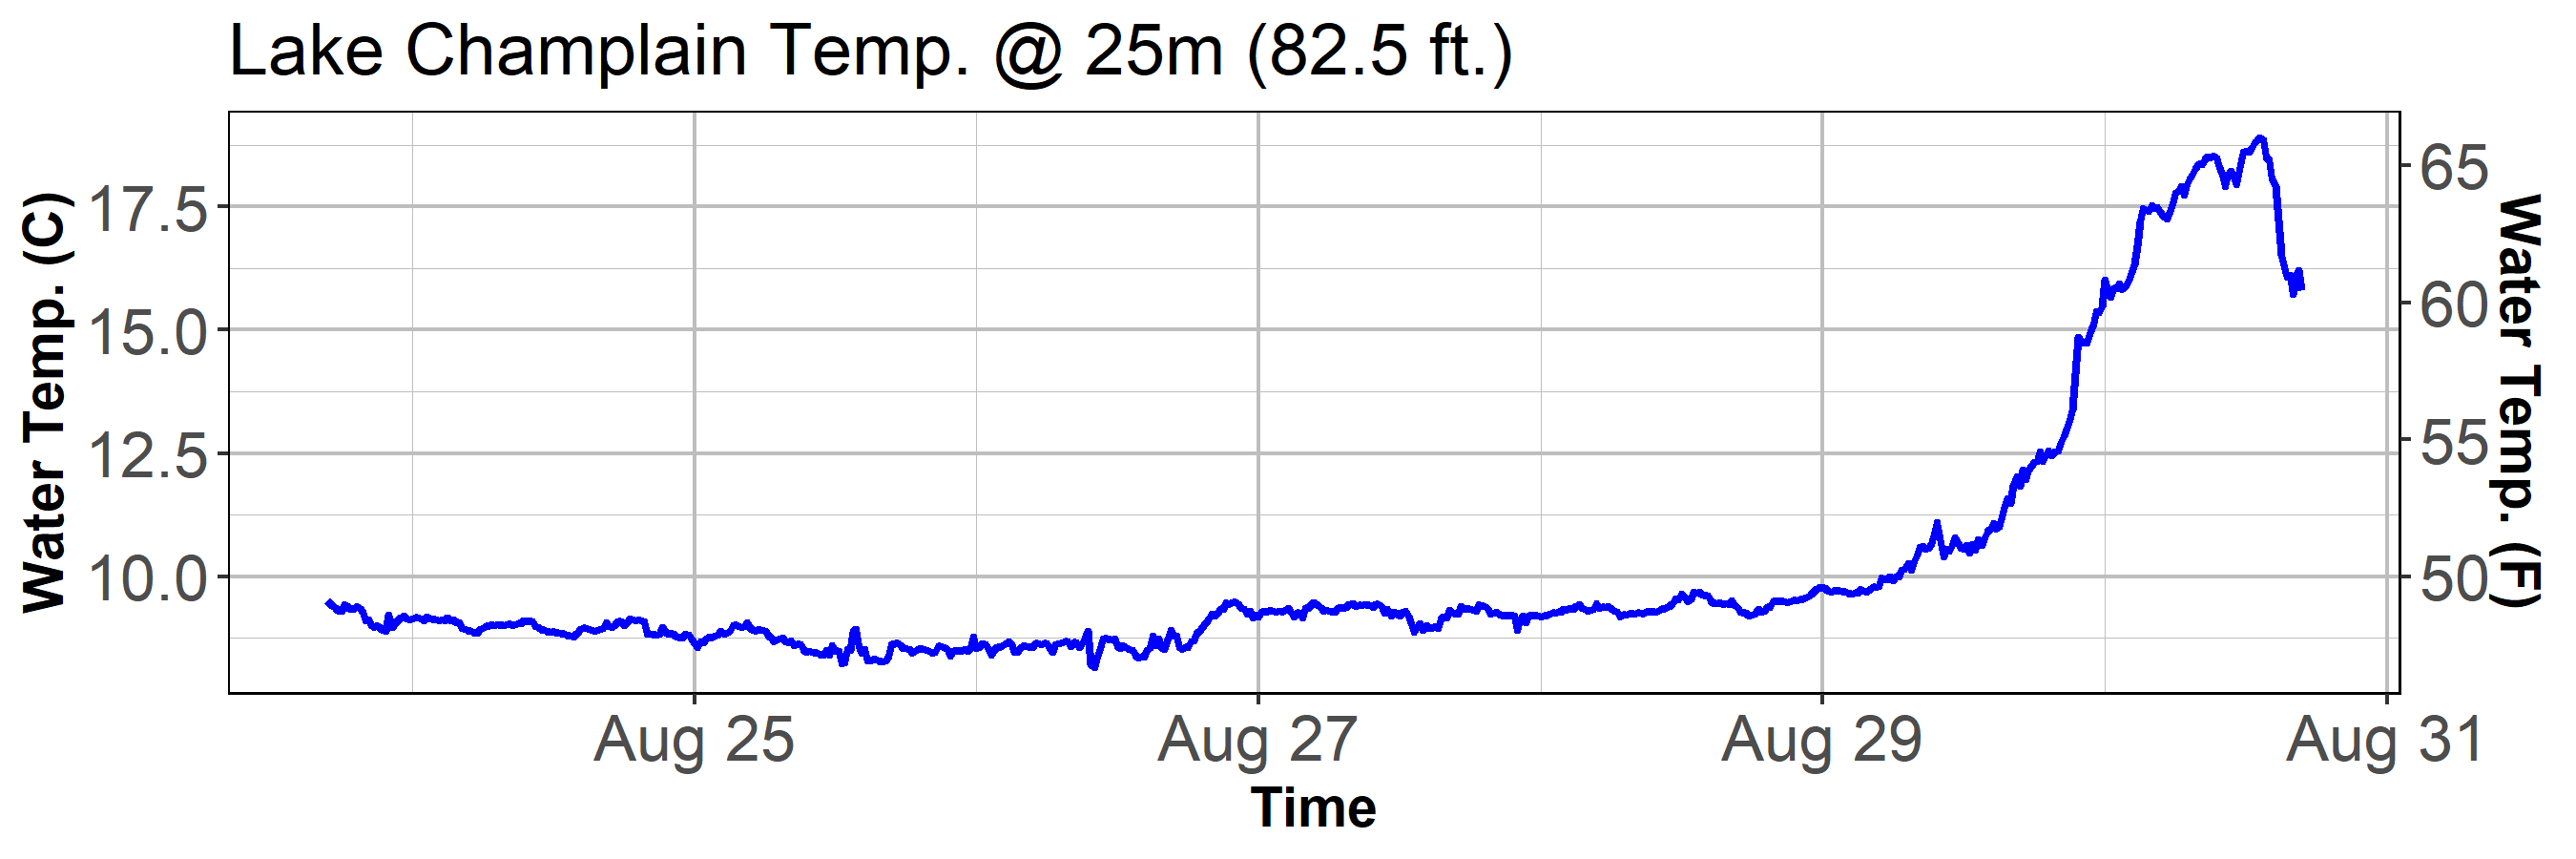 Lake Champlain Temp. @ 25m (82.5 ft.)
Water Temp. (C)
17.5
15.0
12.5
10.0
65
60
55
50
Water Temp. (F)
Aug 25 Aug 27 Aug 29 Aug 31
Time